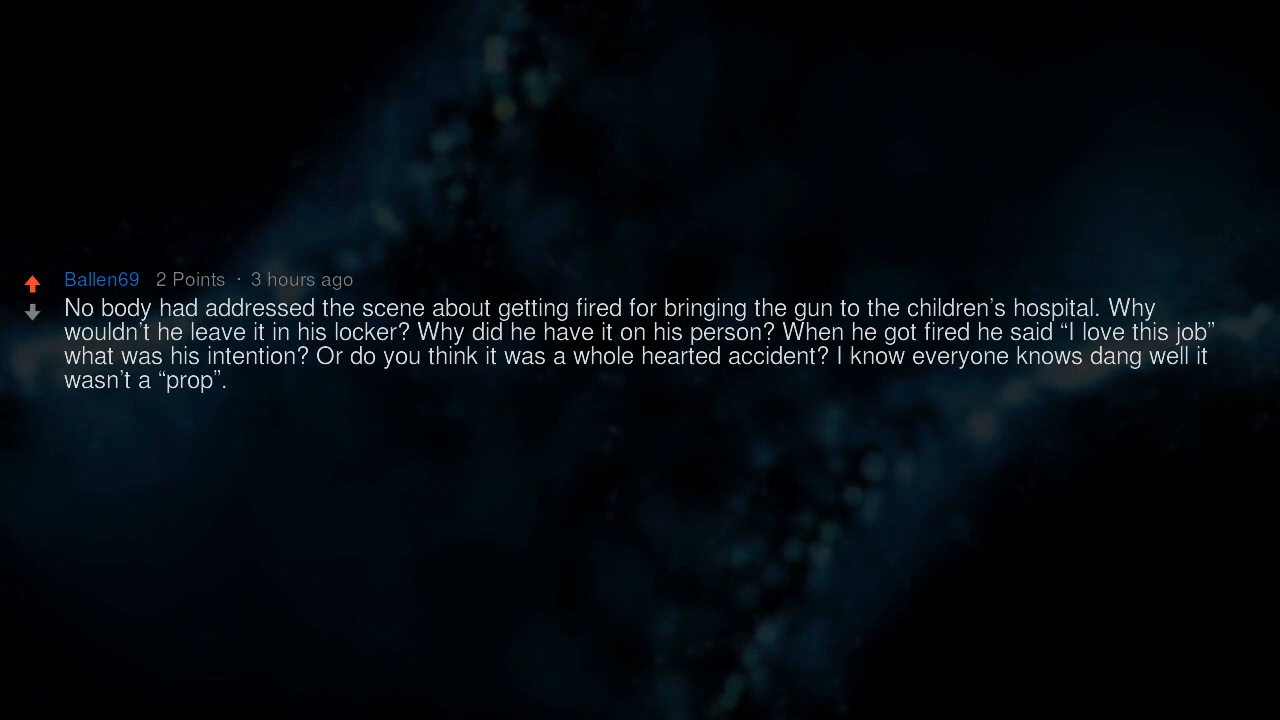 Ballen69 2 Points · 3 hours ago
No body had addressed the scene about getting fired for bringing the gun to the children’s hospital. Why
wouldn’t he leave it in his locker? Why did he have it on his person? When he got fired he said “I love this job”
what was his intention? Or do you think it was a whole hearted accident? I know everyone knows dang well it
wasn’t a “prop”.